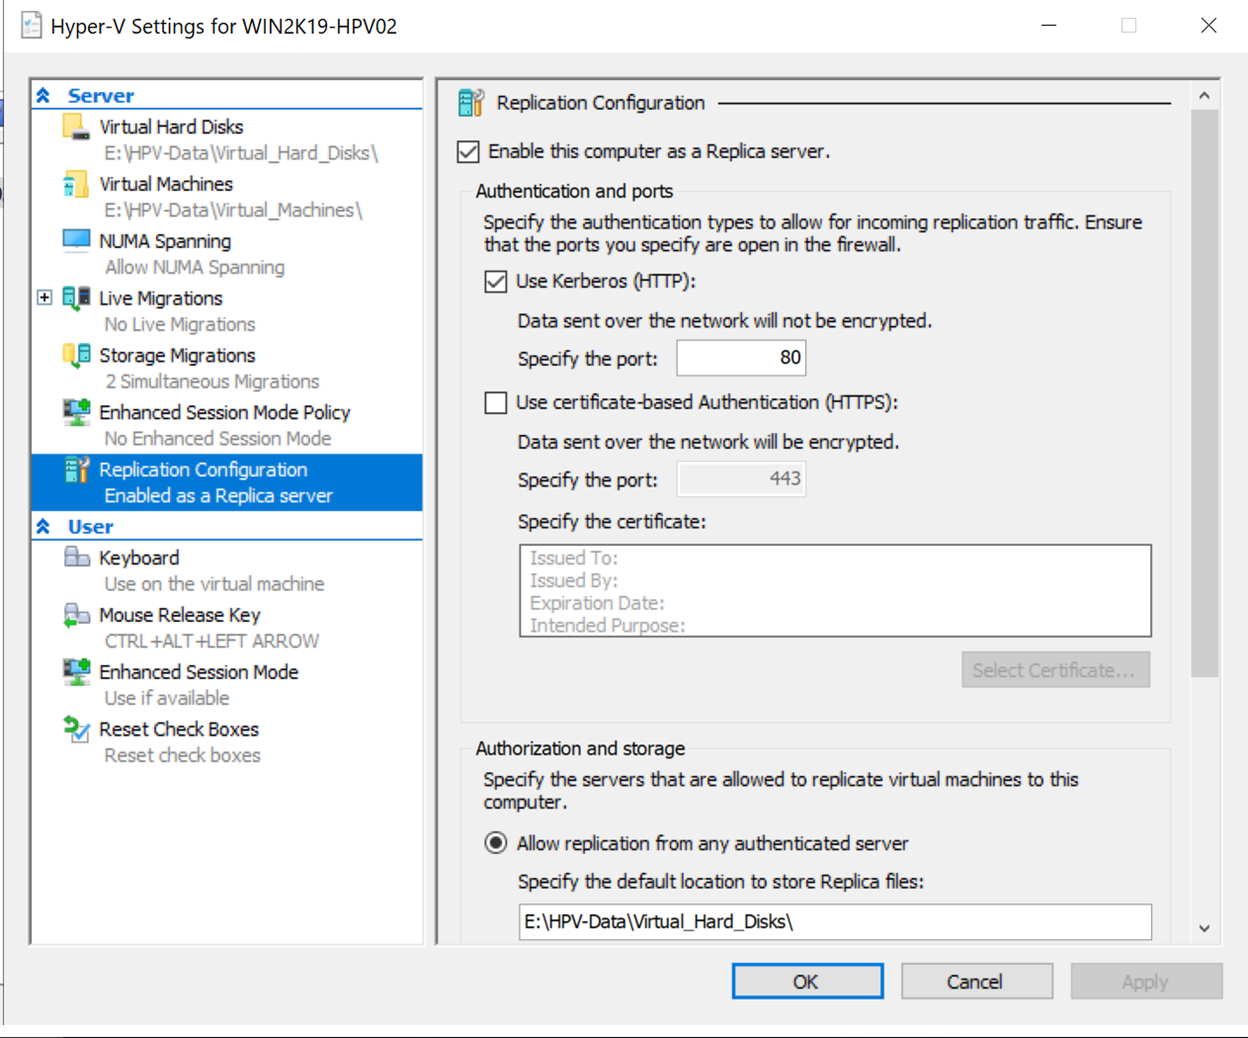 Hyper-V Settings for WIN2K19-HPV02
Server
Virtual Hard Disks
E:\HPV-Data\Virtual_Hard_Disks\
Virtual Machines
E:\HPV-Data\Virtual_Machines\
NUMA Spanning
Allow NUMA Spanning
Live Migrations
No Live Migrations
Storage Migrations
2 Simultaneous Migrations
Enhanced Session Mode Policy
No Enhanced Session Mode
Replication Configuration
Enabled as a Replica server
User
Keyboard
Use on the virtual machine
Mouse Release Key
CTRL+ALT+LEFT ARROW
Enhanced Session Mode
Use if available
Reset Check Boxes
Reset check boxes
Replication Configuration
Enable this computer as a Replica server.
Authentication and ports
Specify the authentication types to allow for incoming replication traffic. Ensure
that the ports you specify are open in the firewall.
Use Kerberos (HTTP):
Data sent over the network will not be encrypted.
Specify the port: 80
Use certificate-based Authentication (HTTPS):
Data sent over the network will be encrypted.
Specify the port: 443
Specify the certificate:
Issued To:
Issued By:
Expiration Date:
Intended Purpose:
Select Certificate...
Authorization and storage
Specify the servers that are allowed to replicate virtual machines to this
computer.
Allow replication from any authenticated server
Specify the default location to store Replica files:
E:\HPV-Data\Virtual_Hard_Disks\
OK Cancel Apply